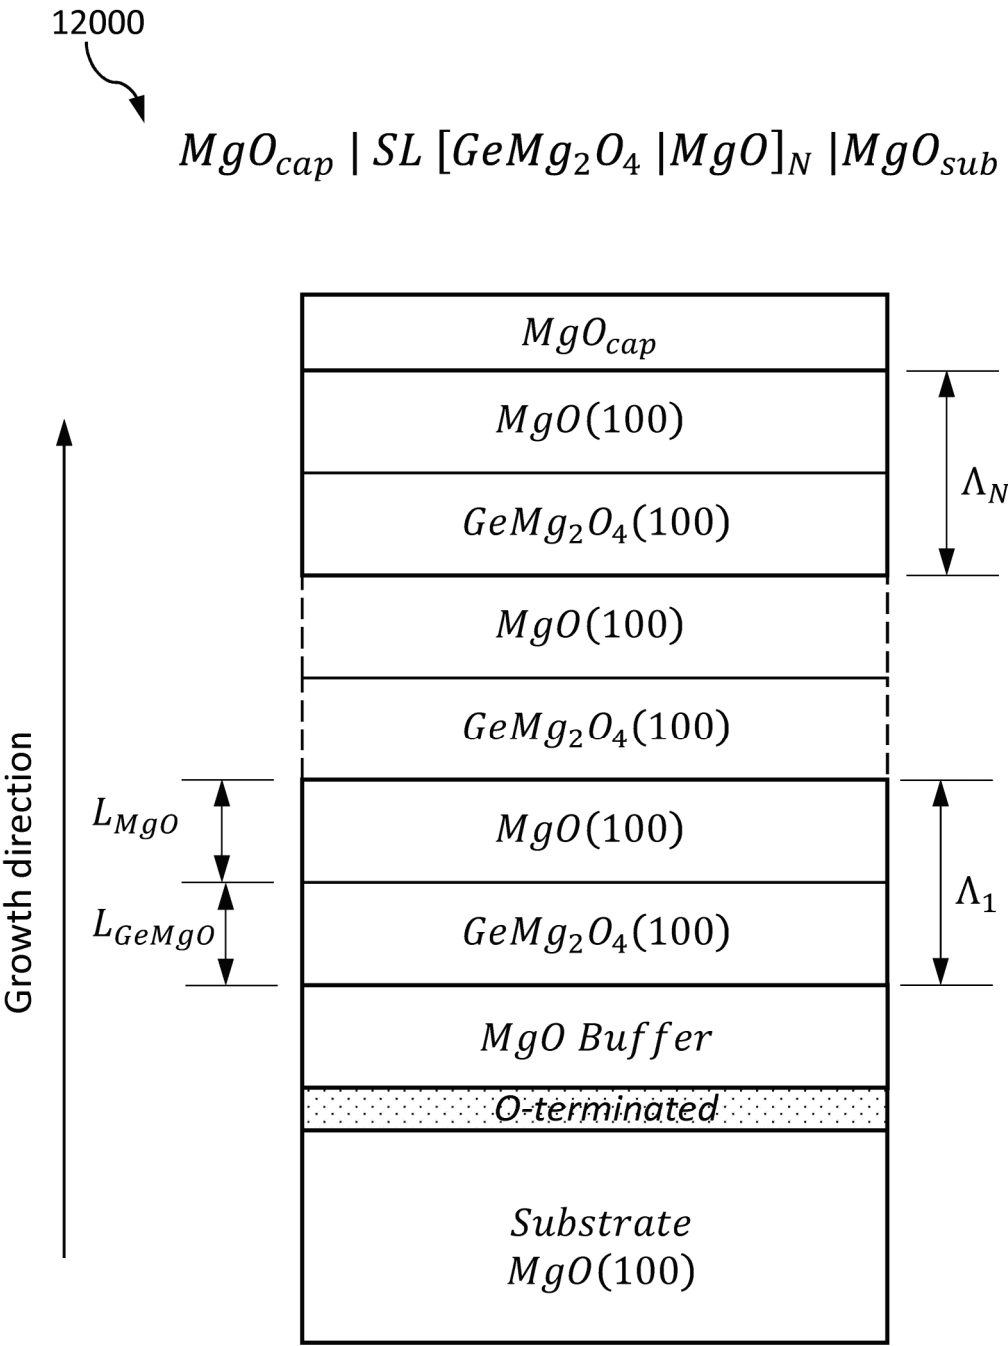 12000
MgO_cap | SL [GeMg₂O₄ |MgO]_N |MgO_sub
MgO_cap
MgO(100)
Λ_N
GeMg₂O₄(100)
MgO(100)
GeMg₂O₄(100)
Growth direction
L_MgO
MgO(100)
Λ₁
L_GeMgO
GeMg₂O₄(100)
MgO Buffer
O-terminated
Substrate
MgO(100)